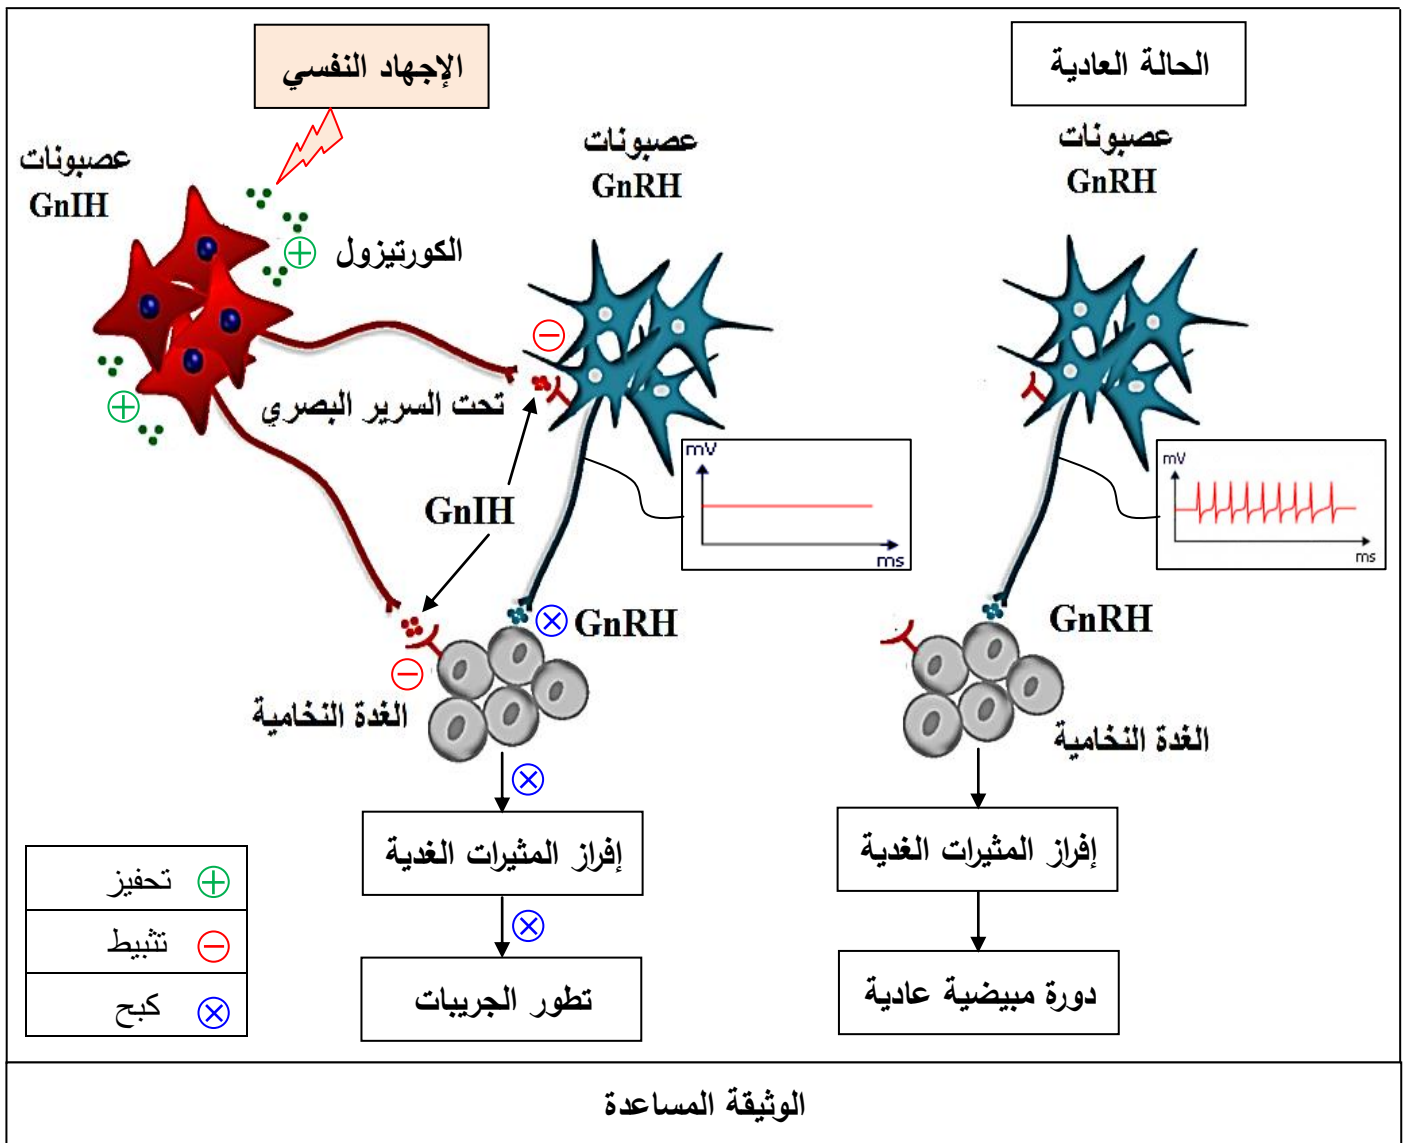 الحالة العادية
الإجهاد النفسي
عصبونات
GnRH
عصبونات
GnRH
عصبونات
GnIH
الكورتيزول
تحت السرير البصري
mV
ms
mV
ms
GnIH
GnRH
GnRH
الغدة النخامية
الغدة النخامية
إفراز المثيرات الغدية
إفراز المثيرات الغدية
دورة مبيضية عادية
تطور الجريبات
تحفيز
تثبيط
كبح
الوثيقة المساعدة